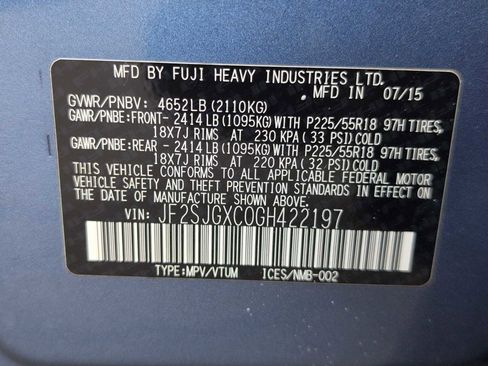 MFD BY FUJI HEAVY INDUSTRIES LTD. MFD IN 07/15
GVWR/PNBV: 4652LB (2110KG)
GAWR/PNBE:FRONT- 2414LB(1095KG)WITH P225/55R18 97H TIRES,
18X7J RIMS AT 230 KPA (33 PSI)COLD
GAWR/PNBE:REAR - 2414LB(1095KG)WITH P225/55R18 97H TIRES,
18X7J RIMS AT 220 KPA (32 PSI)COLD
THIS VEHICLE CONFORMS TO ALL APPLICABLE FEDERAL MOTOR
VEHICLE SAFETY AND THEFT PREVENTION STANDARDS IN EFFECT ON
THE DATE OF MANUFACTURE SHOWN ABOVE
VIN: JF2SJGXC0GH422197
TYPE:MPV/VTUM ICES/NMB-002